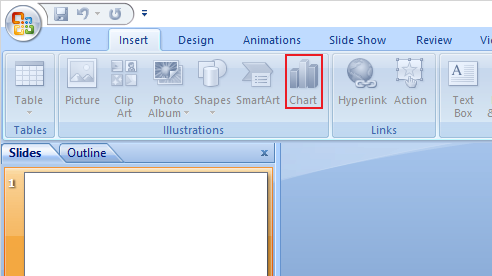 Home Insert Design Animations Slide Show Review
Table Picture Clip Art Photo Album Shapes SmartArt Chart Hyperlink Action Text Box
Tables Illustrations Links
Slides Outline x
1